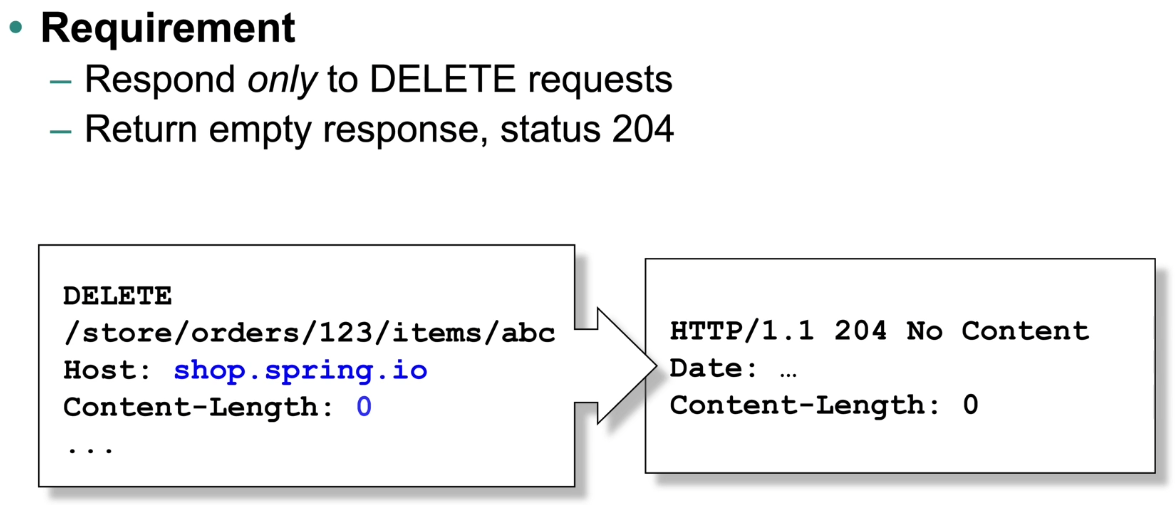 • Requirement
– Respond only to DELETE requests
– Return empty response, status 204
DELETE
/store/orders/123/items/abc
Host: shop.spring.io
Content-Length: 0
...
HTTP/1.1 204 No Content
Date: …
Content-Length: 0